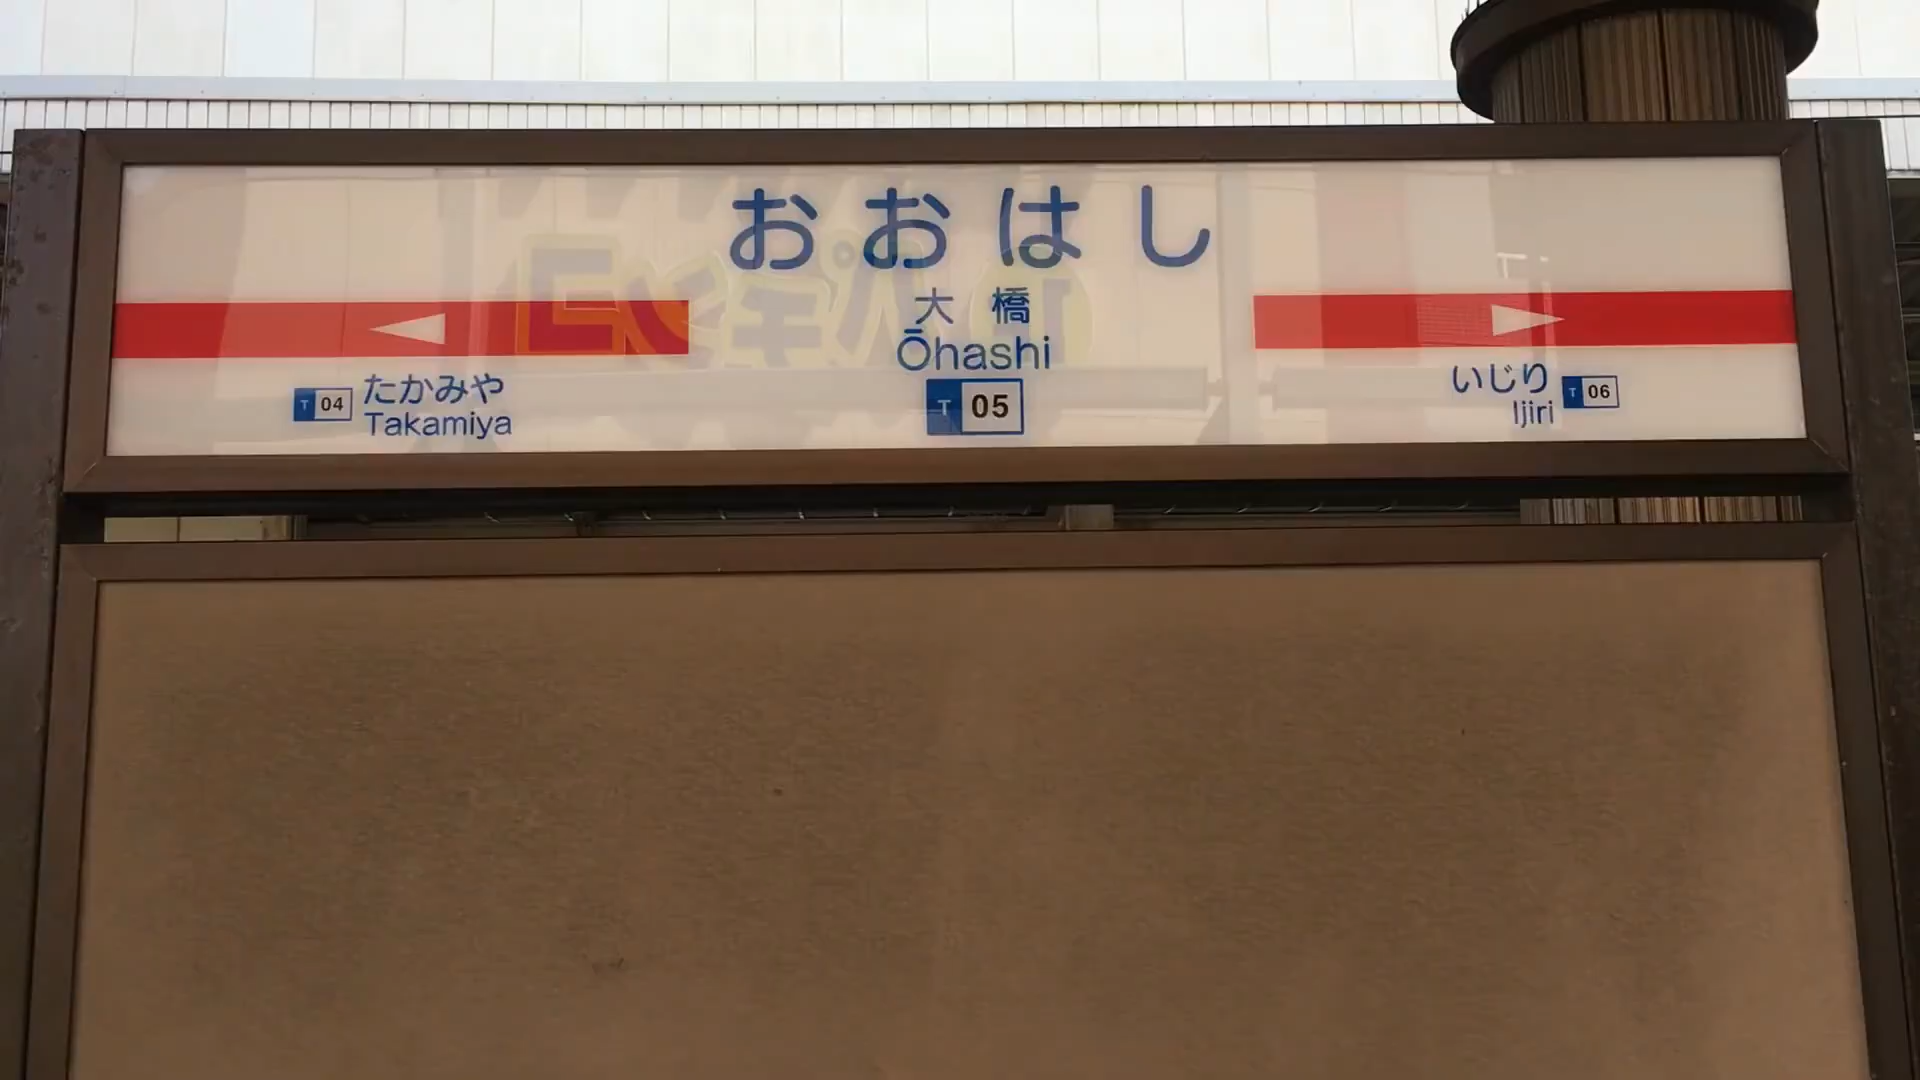 おおはし
大橋
Ōhashi
T 05
T 04 たかみや
Takamiya
いじり T 06
Ijiri